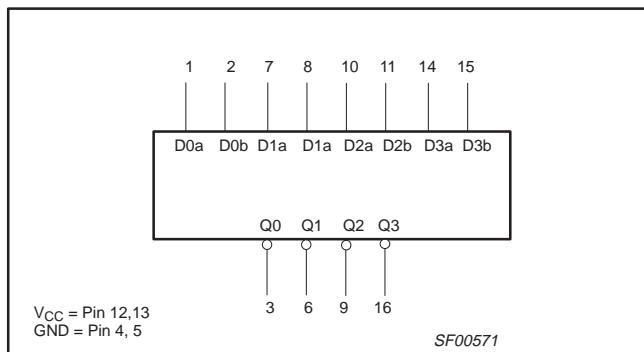 1 2 7 8 10 11 14 15
D0a D0b D1a D1a D2a D2b D3a D3b
Q0 Q1 Q2 Q3
3 6 9 16
VCC = Pin 12,13
GND = Pin 4, 5
SF00571